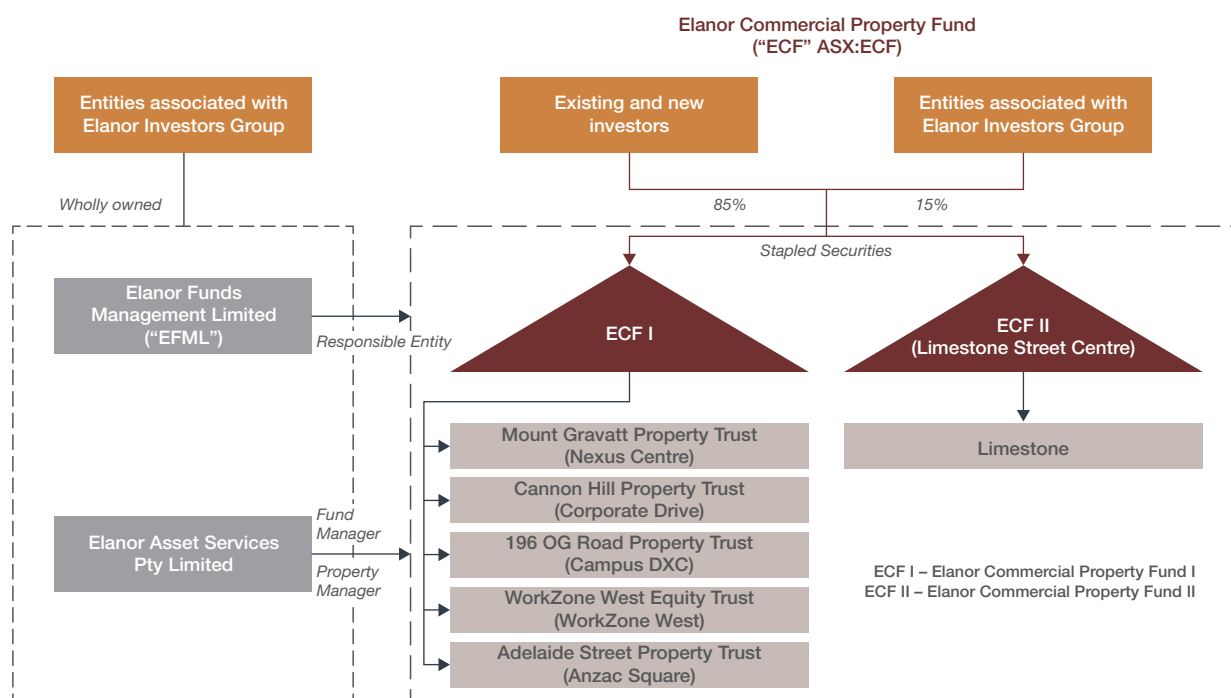 Elanor Commercial Property Fund
(“ECF” ASX:ECF)
Entities associated with
Elanor Investors Group
Existing and new
investors
Entities associated with
Elanor Investors Group
Wholly owned
85%
15%
Stapled Securities
Elanor Funds
Management Limited
(“EFML”)
Responsible Entity
ECF I
ECF II
(Limestone Street Centre)
Mount Gravatt Property Trust
(Nexus Centre)
Limestone
Cannon Hill Property Trust
(Corporate Drive)
Elanor Asset Services
Pty Limited
Fund
Manager
Property
Manager
196 OG Road Property Trust
(Campus DXC)
WorkZone West Equity Trust
(WorkZone West)
Adelaide Street Property Trust
(Anzac Square)
ECF I – Elanor Commercial Property Fund I
ECF II – Elanor Commercial Property Fund II